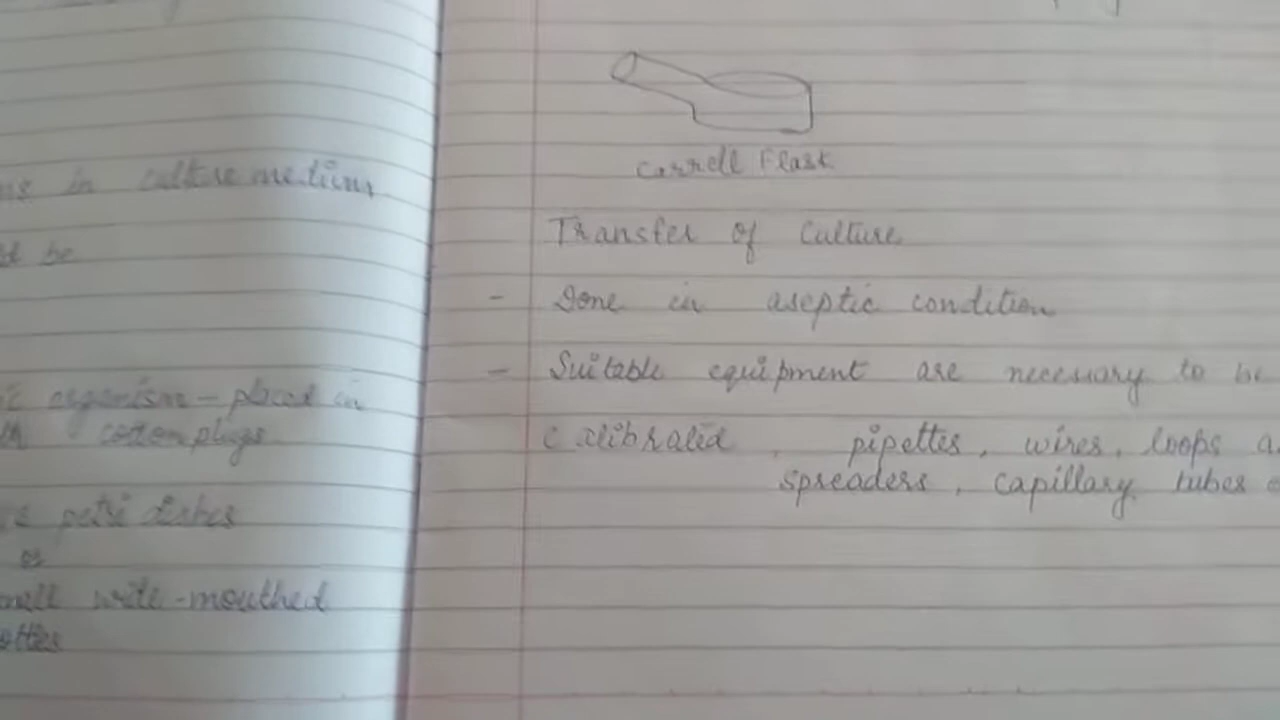 in culture medium
be
organism - placed in
cotton plugs
petri dishes
or
wide-mouthed
Carrell Flask
Transfer of Culture
- Done in aseptic condition
- Suitable equipment are necessary to be
Calibrated, pipettes, wires, loops
spreaders, capillary tubes